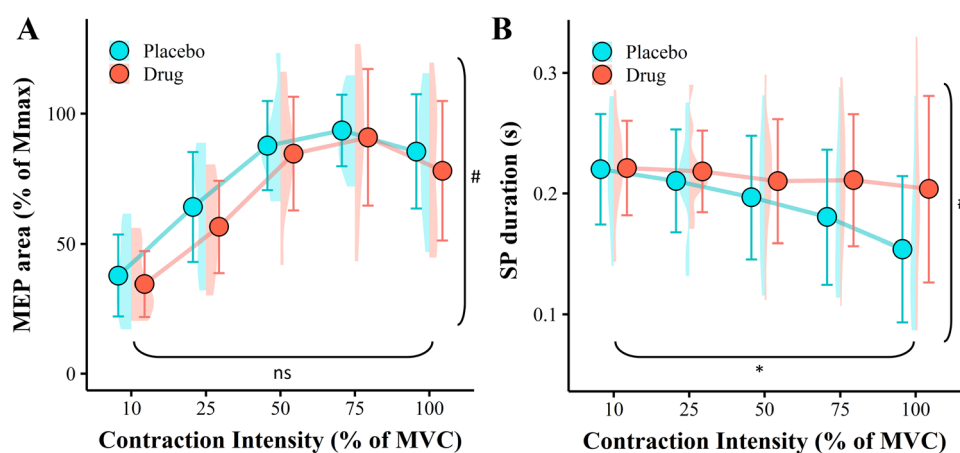 A
Placebo
Drug
MEP area (% of Mmax)
100
50
0
#
ns
10 25 50 75 100
Contraction Intensity (% of MVC)
B
Placebo
Drug
SP duration (s)
0.3
0.2
0.1
*
10 25 50 75 100
Contraction Intensity (% of MVC)